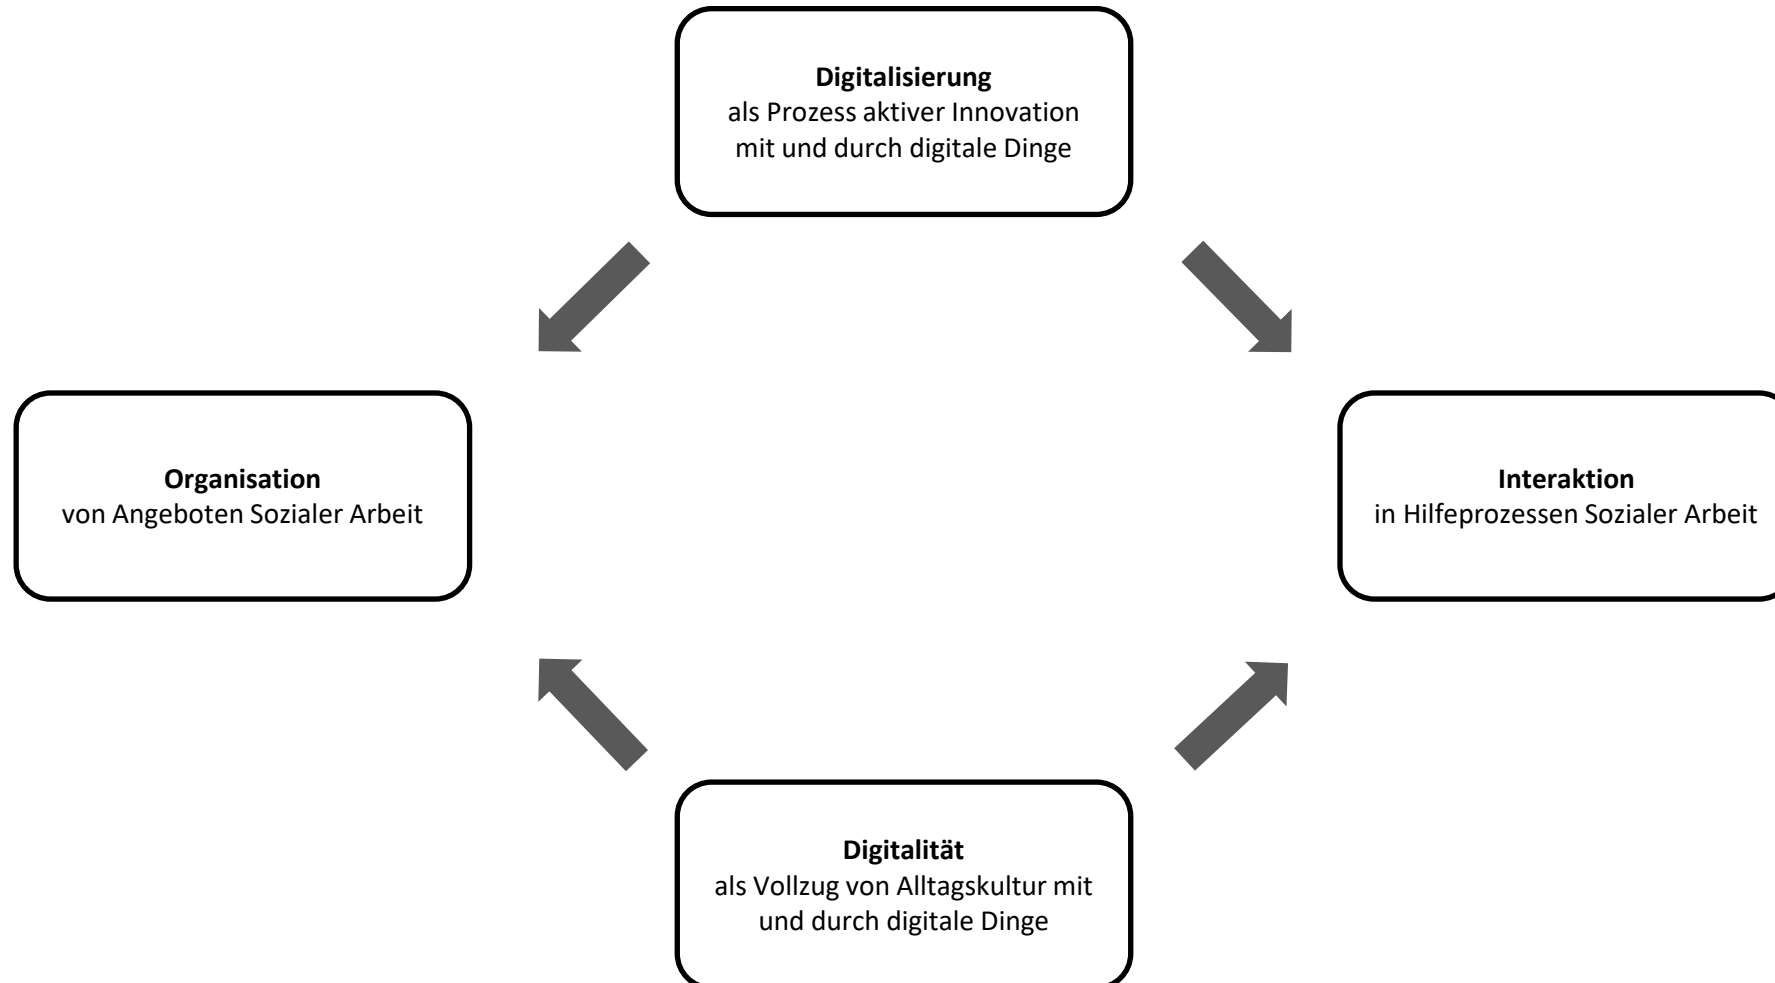 Digitalisierung
als Prozess aktiver Innovation
mit und durch digitale Dinge
Organisation
von Angeboten Sozialer Arbeit
Interaktion
in Hilfeprozessen Sozialer Arbeit
Digitalität
als Vollzug von Alltagskultur mit
und durch digitale Dinge